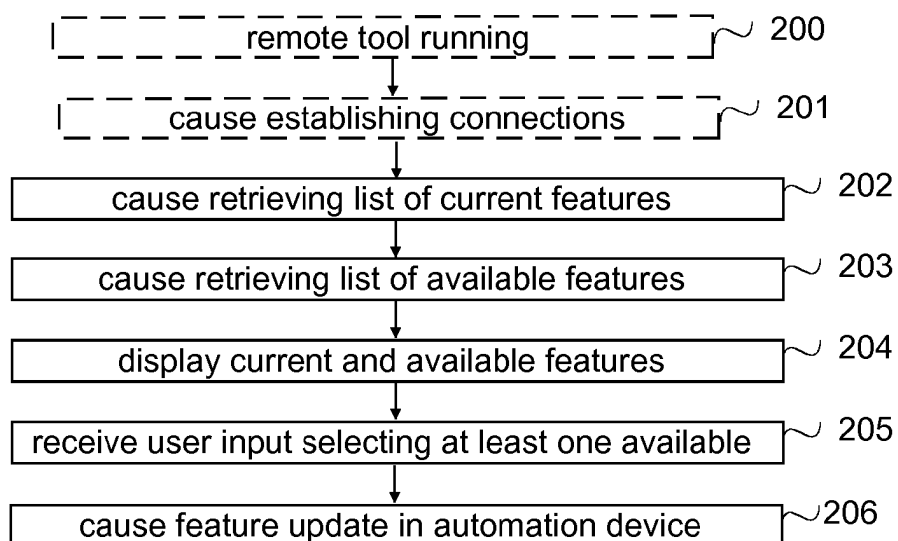 remote tool running 200
cause establishing connections 201
cause retrieving list of current features 202
cause retrieving list of available features 203
display current and available features 204
receive user input selecting at least one available 205
cause feature update in automation device 206